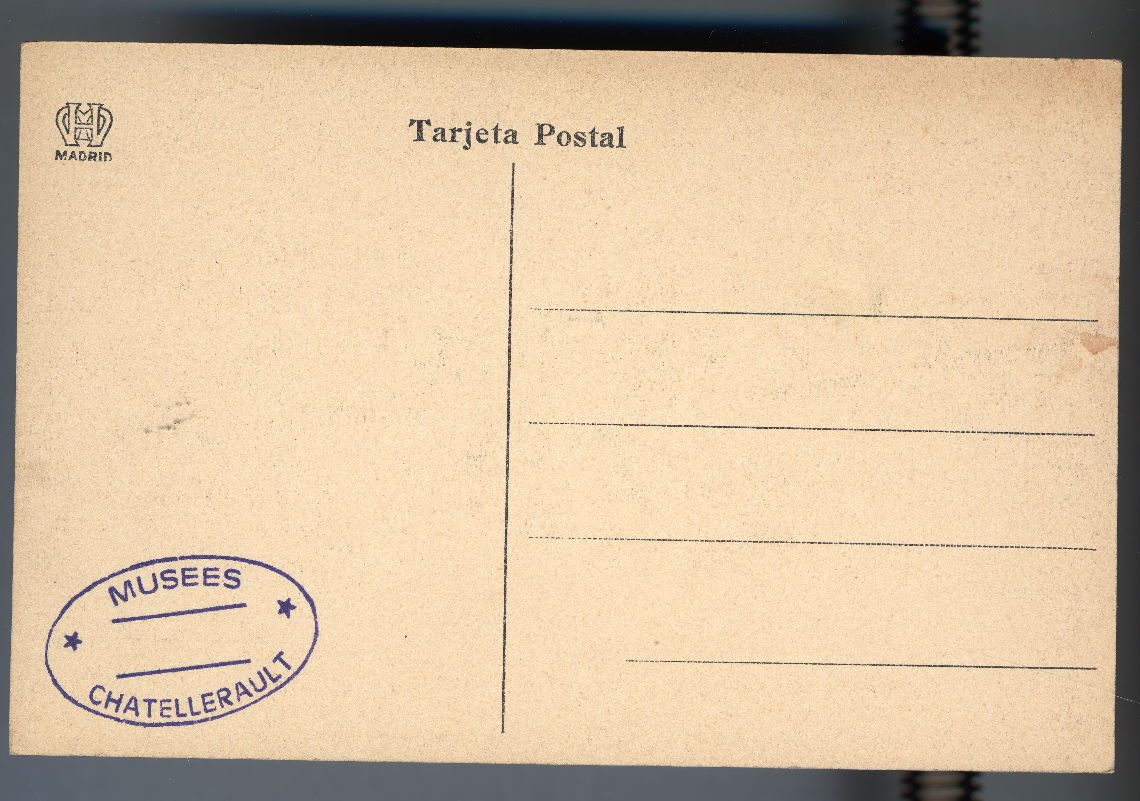 MADRID
Tarjeta Postal
MUSEES
CHATELLERAULT